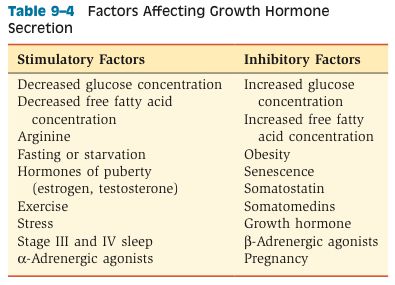 Table 9–4 Factors Affecting Growth Hormone
Secretion
Stimulatory Factors
Decreased glucose concentration
Decreased free fatty acid
concentration
Arginine
Fasting or starvation
Hormones of puberty
(estrogen, testosterone)
Exercise
Stress
Stage III and IV sleep
α-Adrenergic agonists
Inhibitory Factors
Increased glucose
concentration
Increased free fatty
acid concentration
Obesity
Senescence
Somatostatin
Somatomedins
Growth hormone
β-Adrenergic agonists
Pregnancy